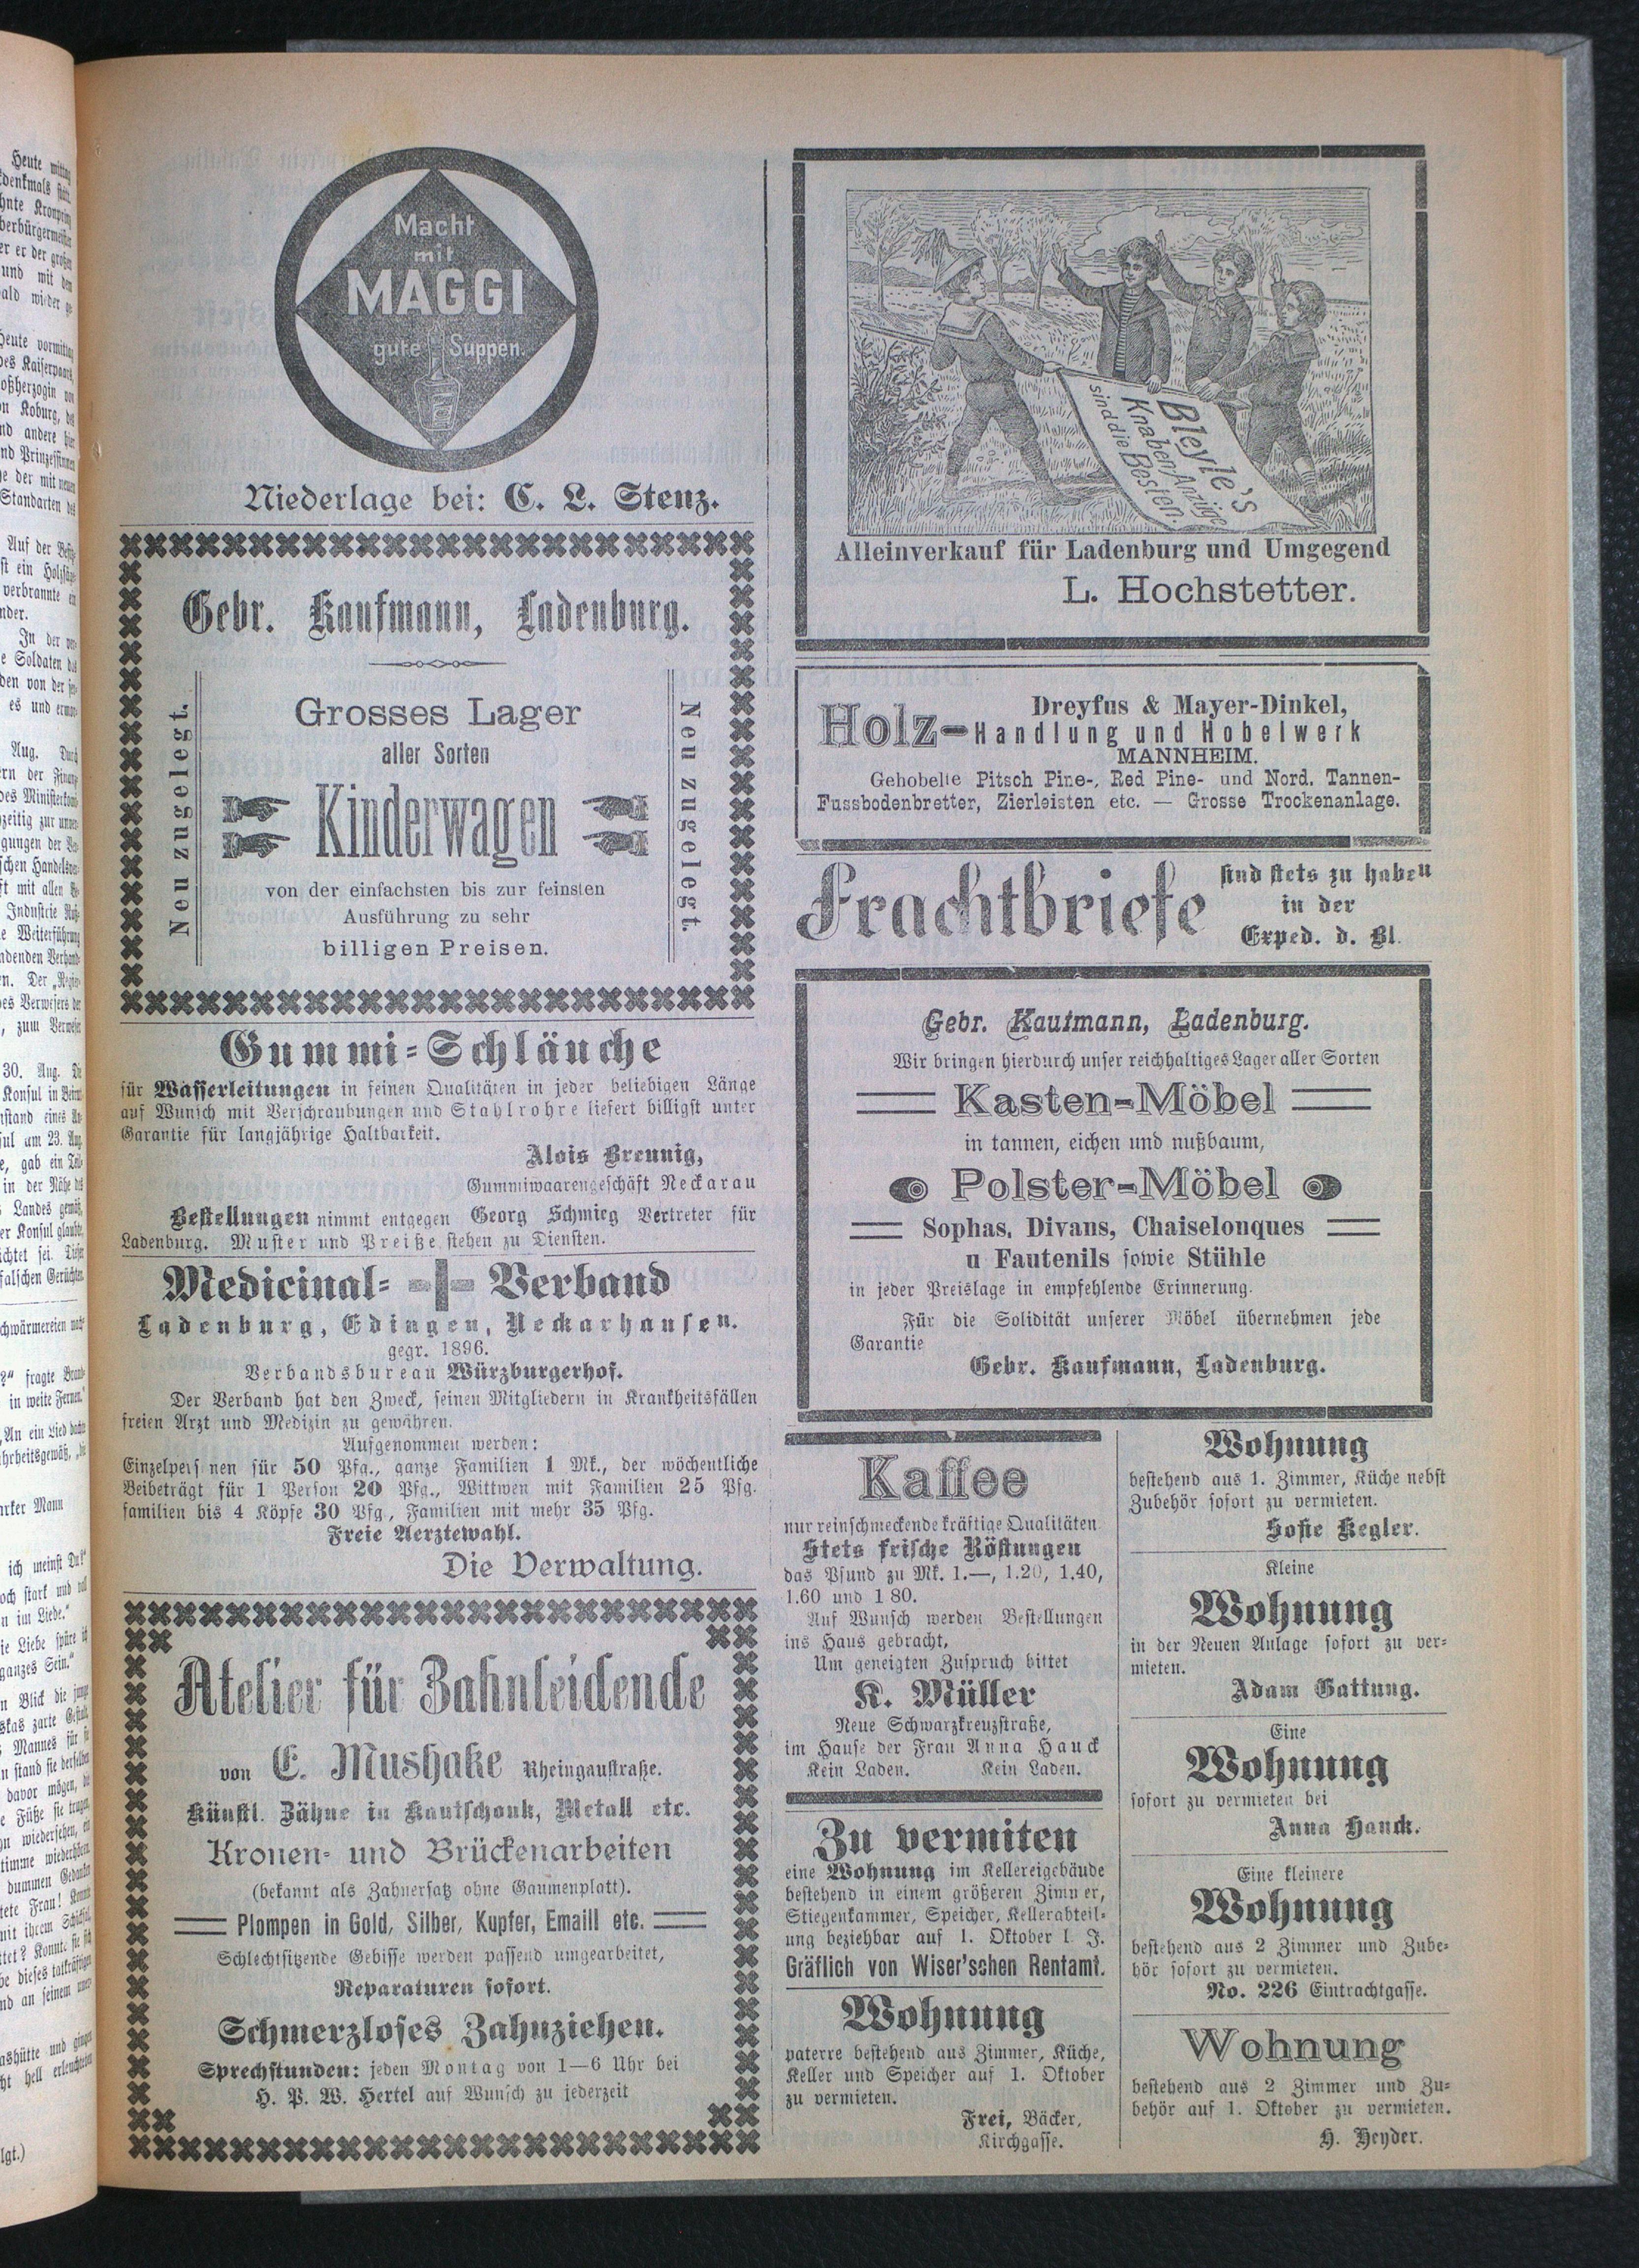 Macht
mit
MAGGI
gute Suppen.
Niederlage bei: C. L. Stenz.
Gebr. Kaufmann, Ladenburg.
Neu zugelegt.
Grosses Lager
aller Sorten
Kinderwagen
von der einfachsten bis zur feinsten
Ausführung zu sehr
billigen Preisen.
Neu zugelegt.
Gummi-Schläuche
für Wasserleitungen in feinen Qualitäten in jeder beliebigen Länge
auf Wunsch mit Verschraubungen und Stahlrohre liefert billigst unter
Garantie für langjährige Haltbarkeit.
Alois Breunig,
Gummiwaarengeschäft Neckarau
Bestellungen nimmt entgegen Georg Schmieg Vertreter für
Ladenburg. Muster und Preiße stehen zu Diensten.
Medicinal- Verband
Ladenburg, Edingen, Neckarhausen.
gegr. 1896.
Verbandsbureau Würzburgerhof.
Der Verband hat den Zweck, seinen Mitgliedern in Krankheitsfällen
freien Arzt und Medizin zu gewähren.
Aufgenommen werden:
Einzelpersonen für 50 Pfg., ganze Familien 1 Mk., der wöchentliche
Beibeträgt für 1 Person 20 Pfg., Wittwen mit Familien 25 Pfg.
familien bis 4 Köpfe 30 Pfg, Familien mit mehr 35 Pfg.
Freie Aerztewahl.
Die Verwaltung.
Atelier für Zahnleidende
von E. Mushake Rheingaustraße.
Künstl. Zähne in Kautschouk, Metall etc.
Kronen- und Brückenarbeiten
(bekannt als Zahnersatz ohne Gaumenplatt).
Plompen in Gold, Silber, Kupfer, Emaill etc.
Schlechtsitzende Gebisse werden passend umgearbeitet,
Reparaturen sofort.
Schmerzloses Zahnziehen.
Sprechstunden: jeden Montag von 1—6 Uhr bei
H. P. W. Hertel auf Wunsch zu jederzeit
Bleyle's
Knaben-Anzüge
sind die Besten
Alleinverkauf für Ladenburg und Umgegend
L. Hochstetter.
Dreyfus & Mayer-Dinkel,
Holz-Handlung und Hobelwerk
MANNHEIM.
Gehobelte Pitsch Pine-, Red Pine- und Nord. Tannen-
Fussbodenbretter, Zierleisten etc. — Grosse Trockenanlage.
Frachtbriefe
sind stets zu haben
in der
Exped. d. Bl.
Gebr. Kaufmann, Ladenburg.
Wir bringen hierdurch unser reichhaltiges Lager aller Sorten
Kasten-Möbel
in tannen, eichen und nußbaum,
Polster-Möbel
Sophas, Divans, Chaiselonques
u Fautenils sowie Stühle
in jeder Preislage in empfehlende Erinnerung.
Für die Solidität unserer Möbel übernehmen jede
Garantie
Gebr. Kaufmann, Ladenburg.
Kaffee
nur reinschmeckende kräftige Qualitäten
Stets frische Röstungen
das Pfund zu Mk. 1.—, 1.20, 1.40,
1.60 und 1 80.
Auf Wunsch werden Bestellungen
ins Haus gebracht,
Um geneigten Zuspruch bittet
K. Müller
Neue Schwarzkreuzstraße,
im Hause der Frau Anna Hauck
Kein Laden. Kein Laden.
Zu vermiten
eine Wohnung im Kellereigebäude
bestehend in einem größeren Zimmer,
Stiegenkammer, Speicher, Kellerabteil-
ung beziehbar auf 1. Oktober l. J.
Gräflich von Wiser'schen Rentamt.
Wohnung
paterre bestehend aus Zimmer, Küche,
Keller und Speicher auf 1. Oktober
zu vermieten.
Frei, Bäcker,
Kirchgasse.
Wohnung
bestehend aus 1. Zimmer, Küche nebst
Zubehör sofort zu vermieten.
Sofie Kegler.
Kleine
Wohnung
in der Neuen Anlage sofort zu ver-
mieten.
Adam Gattung.
Eine
Wohnung
sofort zu vermieten bei
Anna Hauck.
Eine kleinere
Wohnung
bestehend aus 2 Zimmer und Zube-
hör sofort zu vermieten.
No. 226 Eintrachtgasse.
Wohnung
bestehend aus 2 Zimmer und Zu-
behör auf 1. Oktober zu vermieten.
H. Heyder.